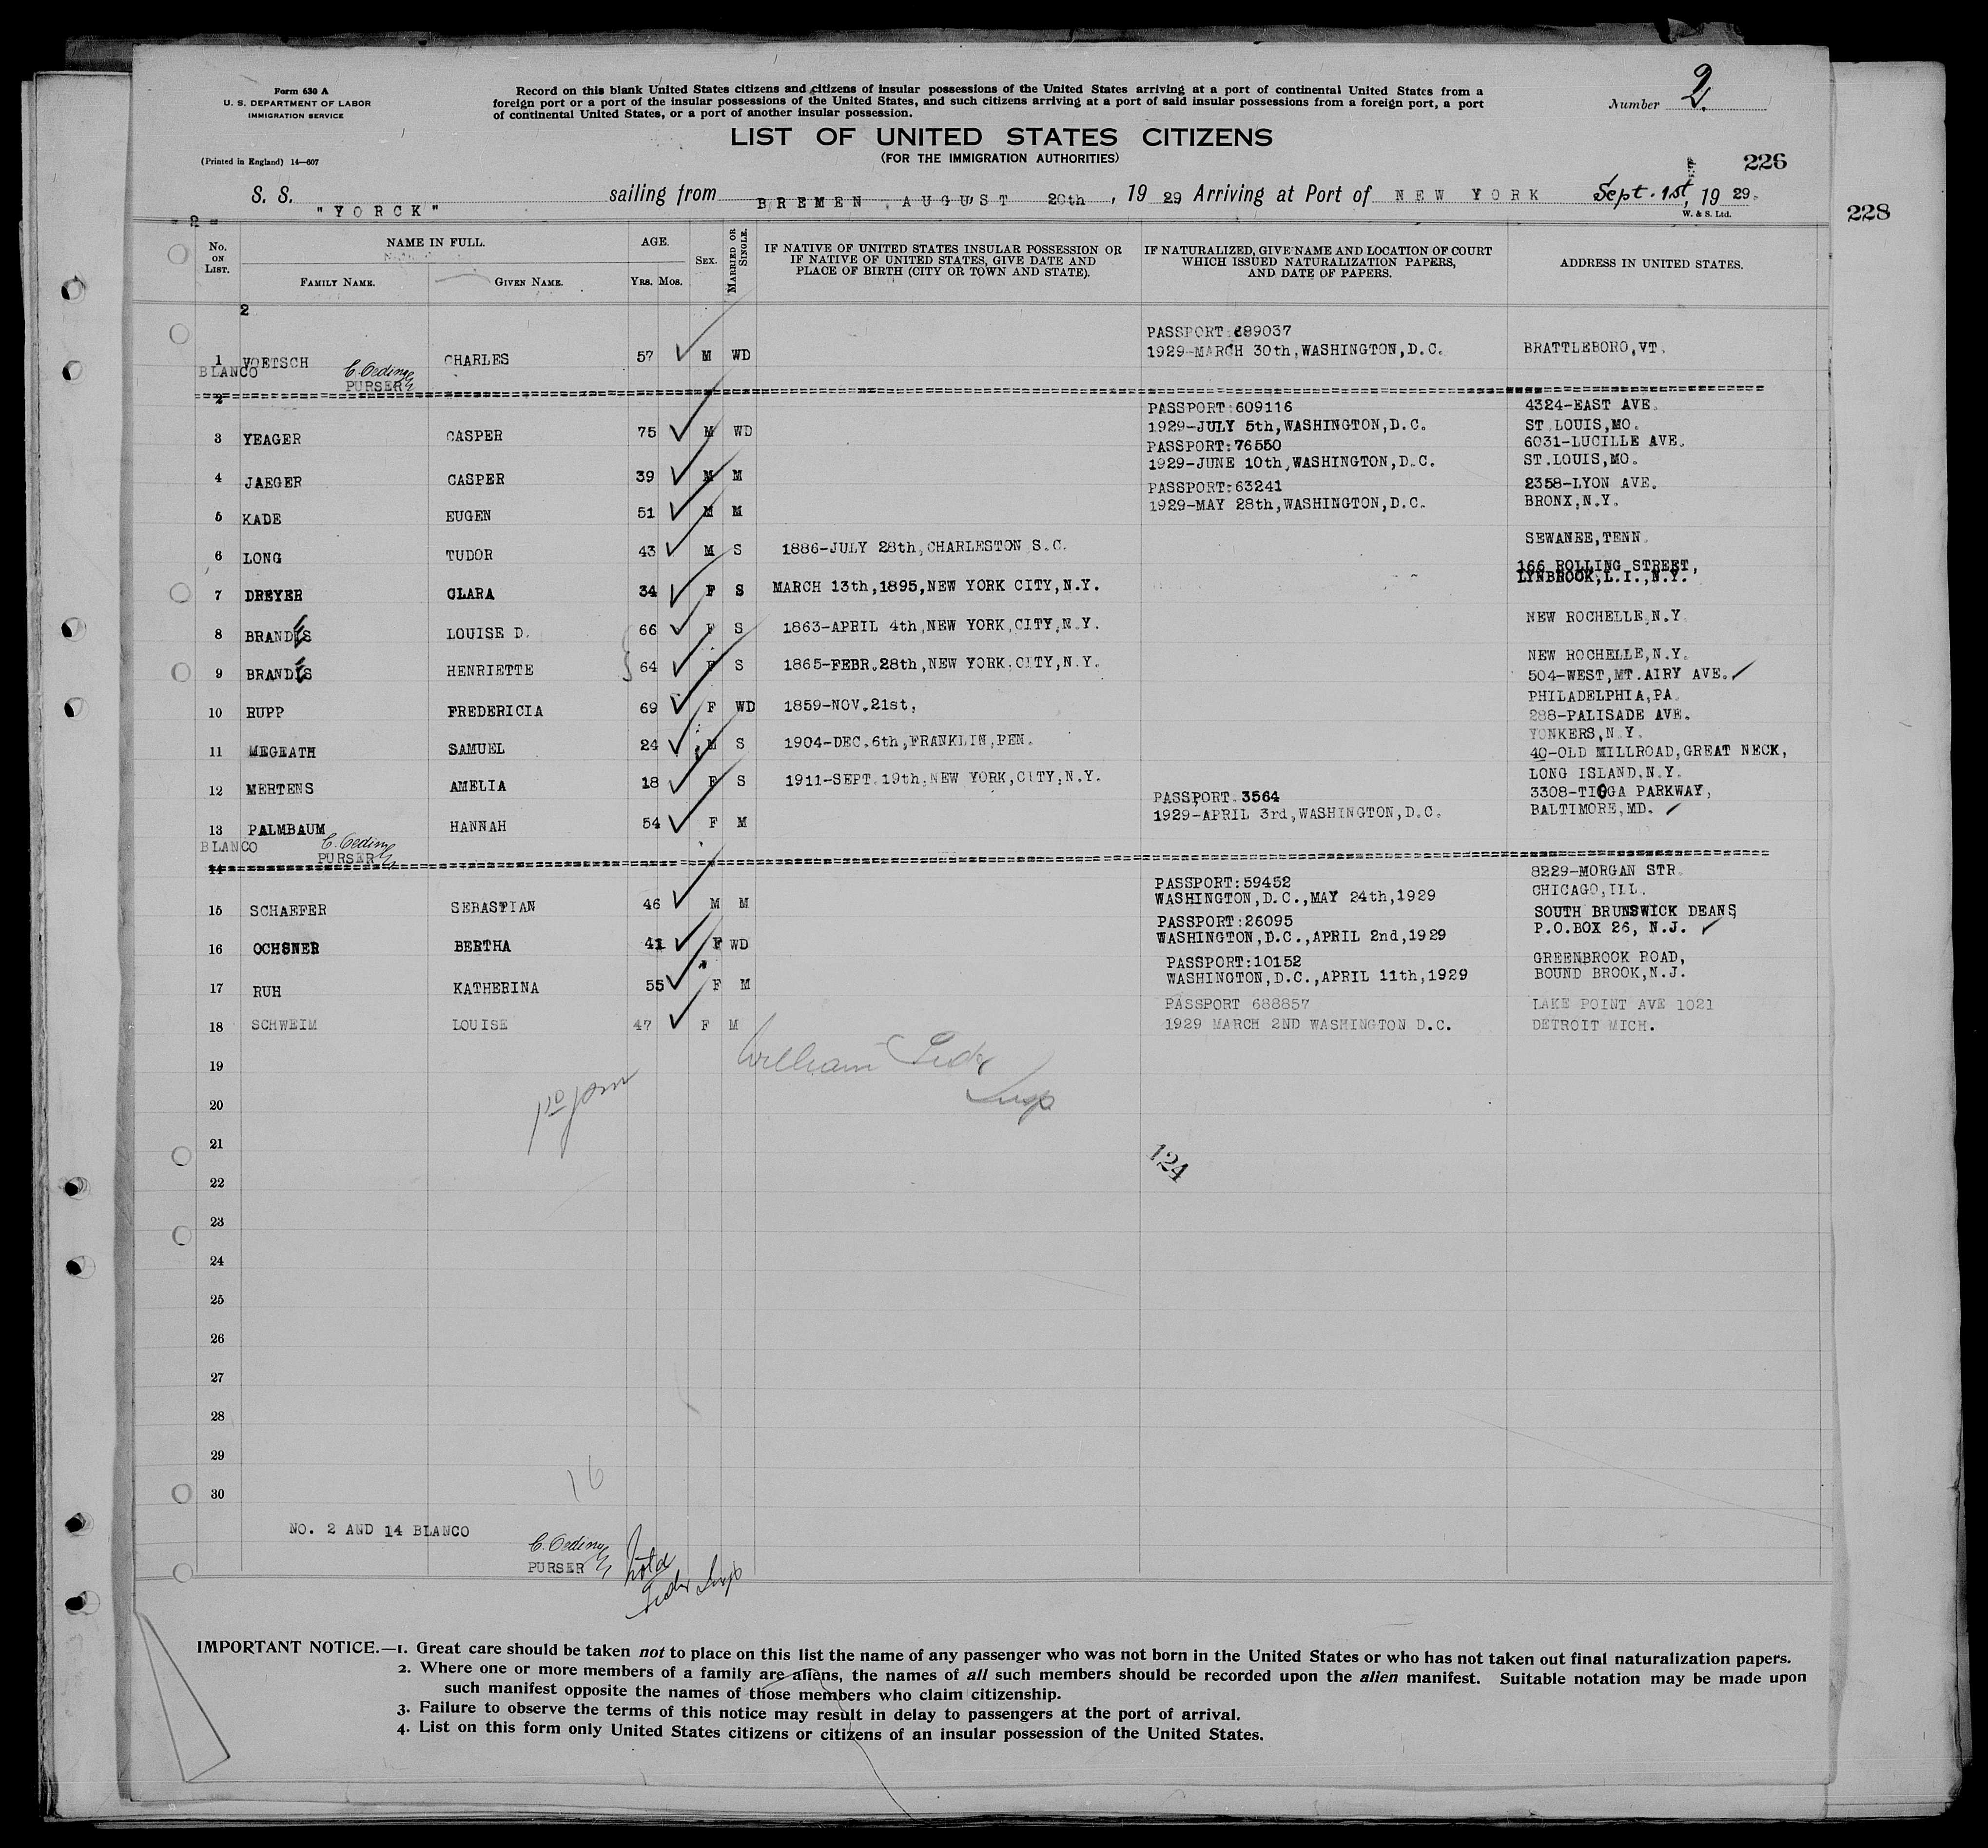 Form 630 A
U. S. DEPARTMENT OF LABOR
IMMIGRATION SERVICE
(Printed in England) 14—607
Record on this blank United States citizens and citizens of insular possessions of the United States arriving at a port of continental United States from a
foreign port or a port of the insular possessions of the United States, and such citizens arriving at a port of said insular possessions from a foreign port, a port
of continental United States, or a port of another insular possession.
Number 2.
LIST OF UNITED STATES CITIZENS
(FOR THE IMMIGRATION AUTHORITIES)
226
228
S. S. "YORCK" sailing from BREMEN, AUGUST 20th, 1929 Arriving at Port of NEW YORK Sept. 1st, 1929.
W. & S. Ltd.
= 2 =
No. ON LIST. NAME IN FULL. AGE. SEX. MARRIED OR SINGLE. IF NATIVE OF UNITED STATES INSULAR POSSESSION OR IF NATIVE OF UNITED STATES, GIVE DATE AND PLACE OF BIRTH (CITY OR TOWN AND STATE). IF NATURALIZED, GIVE NAME AND LOCATION OF COURT WHICH ISSUED NATURALIZATION PAPERS, AND DATE OF PAPERS. ADDRESS IN UNITED STATES.
FAMILY NAME. GIVEN NAME. YRS. MOS.
2
1 VOETSCH CHARLES 57 M WD PASSPORT: 689037 1929-MARCH 30th, WASHINGTON, D.C. BRATTLEBORO, VT.
BLANCO C. Oeding
PURSER
2
3 YEAGER CASPER 75 M WD PASSPORT: 609116 1929-JULY 5th, WASHINGTON, D.C. 4324-EAST AVE. ST LOUIS, MO.
4 JAEGER CASPER 39 M M PASSPORT: 76550 1929-JUNE 10th, WASHINGTON, D.C. 6031-LUCILLE AVE. ST.LOUIS, MO.
5 KADE EUGEN 51 M M PASSPORT: 63241 1929-MAY 28th, WASHINGTON, D.C. 2358-LYON AVE. BRONX, N.Y.
6 LONG TUDOR 43 M S 1886-JULY 28th, CHARLESTON S.C. SEWANEE, TENN.
7 DREYER CLARA 34 F S MARCH 13th, 1895, NEW YORK CITY, N.Y. 166 ROLLING STREET, LYNBROOK, L.I., N.Y.
8 BRANDES LOUISE D. 66 F S 1863-APRIL 4th, NEW YORK, CITY, N.Y. NEW ROCHELLE, N.Y.
9 BRANDES HENRIETTE 64 F S 1865-FEBR. 28th, NEW YORK. CITY, N.Y. NEW ROCHELLE, N.Y.
10 RUPP FREDERICIA 69 F WD 1859-NOV. 21st, 504-WEST, MT. AIRY AVE. PHILADELPHIA, PA.
11 MEGEATH SAMUEL 24 M S 1904-DEC. 6th, FRANKLIN, PEN. 288-PALISADE AVE. YONKERS, N.Y.
12 MERTENS AMELIA 18 F S 1911-SEPT. 19th, NEW YORK, CITY, N.Y. 40-OLD MILLROAD, GREAT NECK, LONG ISLAND, N.Y.
13 PALMBAUM HANNAH 54 F M PASSPORT. 3564 1929-APRIL 3rd, WASHINGTON, D.C. 3308-TIOGA PARKWAY, BALTIMORE, MD.
BLANCO C. Oeding
PURSER
14
15 SCHAEFER SEBASTIAN 46 M M PASSPORT: 59452 WASHINGTON, D.C., MAY 24th, 1929 8229-MORGAN STR. CHICAGO, ILL.
16 OCHSNER BERTHA 41 F WD PASSPORT: 26095 WASHINGTON, D.C., APRIL 2nd, 1929 SOUTH BRUNSWICK DEANS P.O.BOX 26, N.J.
17 RUH KATHERINA 55 F M PASSPORT: 10152 WASHINGTON, D.C., APRIL 11th, 1929 GREENBROOK ROAD, BOUND BROOK, N.J.
18 SCHWEIM LOUISE 47 F M PASSPORT 688857 1929 MARCH 2ND WASHINGTON D.C. LAKE POINT AVE 1021 DETROIT MICH.
19
William
Insp
20
21
124
22
23
24
25
26
27
28
29
16
30
NO. 2 AND 14 BLANCO
C. Oeding
PURSER
Noted
Insp
IMPORTANT NOTICE.—1. Great care should be taken not to place on this list the name of any passenger who was not born in the United States or who has not taken out final naturalization papers.
2. Where one or more members of a family are aliens, the names of all such members should be recorded upon the alien manifest. Suitable notation may be made upon
such manifest opposite the names of those members who claim citizenship.
3. Failure to observe the terms of this notice may result in delay to passengers at the port of arrival.
4. List on this form only United States citizens or citizens of an insular possession of the United States.